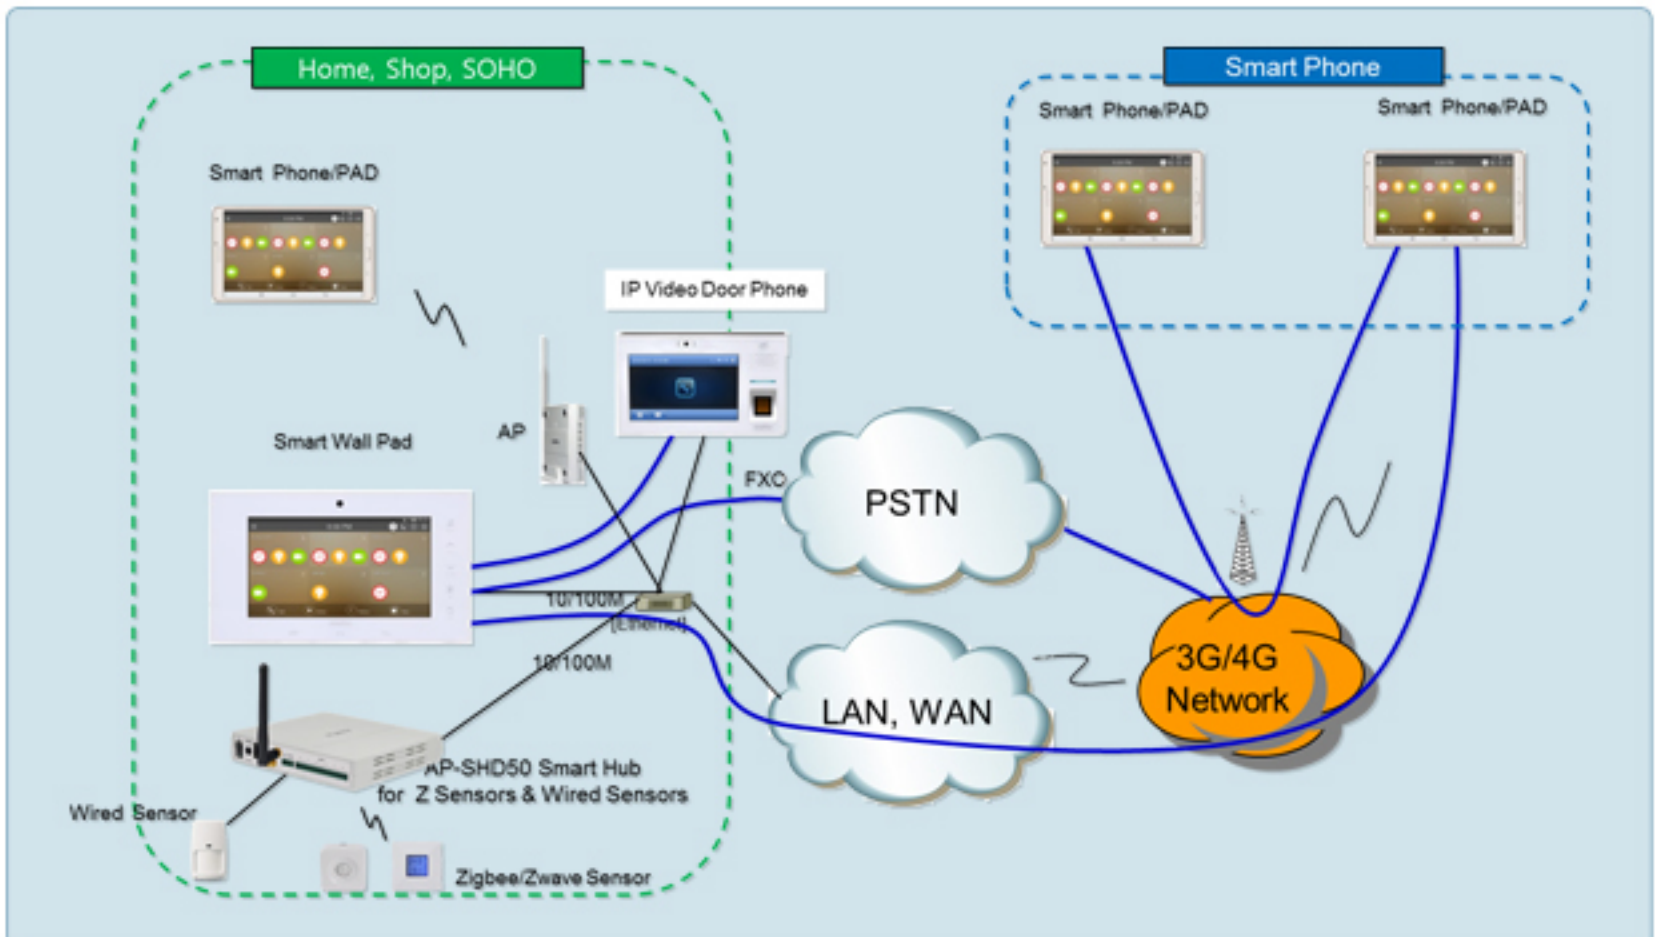 Home, Shop, SOHO
Smart Phone
Smart Phone/PAD
Smart Phone/PAD
Smart Phone/PAD
IP Video Door Phone
AP
Smart Wall Pad
FXO
PSTN
10/100M
[Ethernet]
10/100M
3G/4G
Network
LAN, WAN
AP-SHD50 Smart Hub
for Z Sensors & Wired Sensors
Wired Sensor
Zigbee/Zwave Sensor